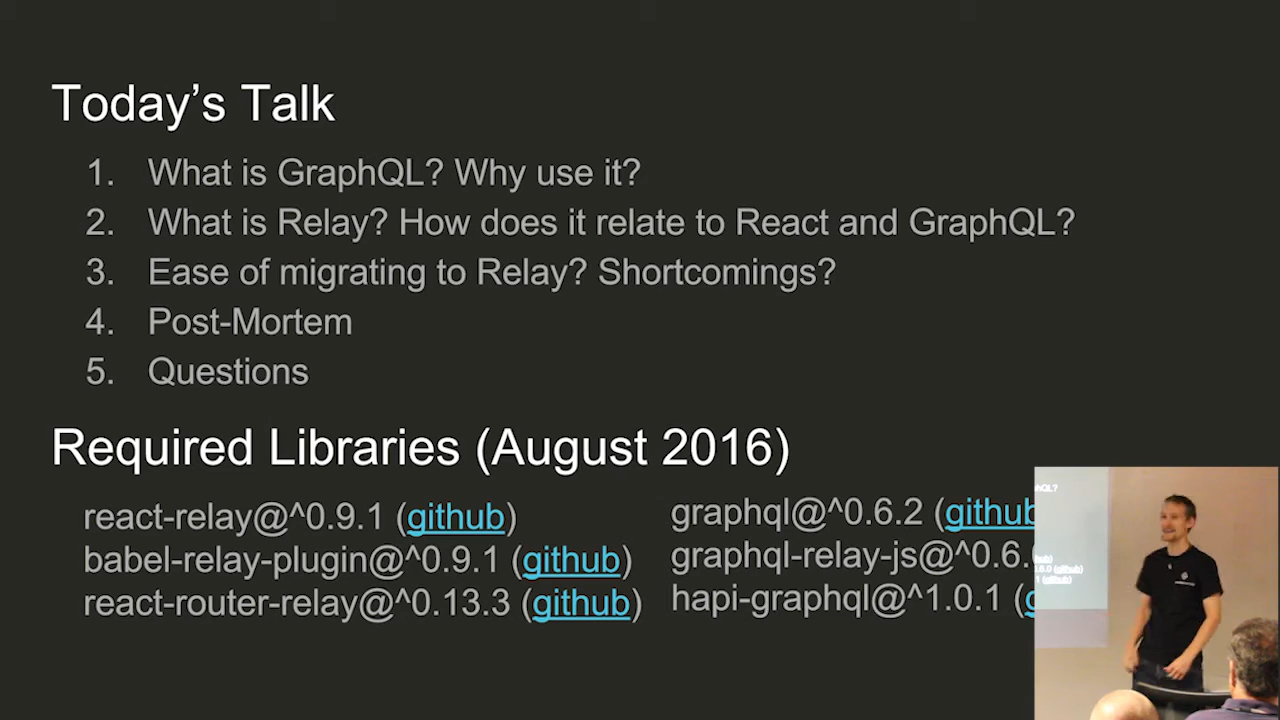 Today’s Talk
1. What is GraphQL? Why use it?
2. What is Relay? How does it relate to React and GraphQL?
3. Ease of migrating to Relay? Shortcomings?
4. Post-Mortem
5. Questions
Required Libraries (August 2016)
react-relay@^0.9.1 (github)
babel-relay-plugin@^0.9.1 (github)
react-router-relay@^0.13.3 (github)
graphql@^0.6.2 (github
graphql-relay-js@^0.6.
hapi-graphql@^1.0.1 (